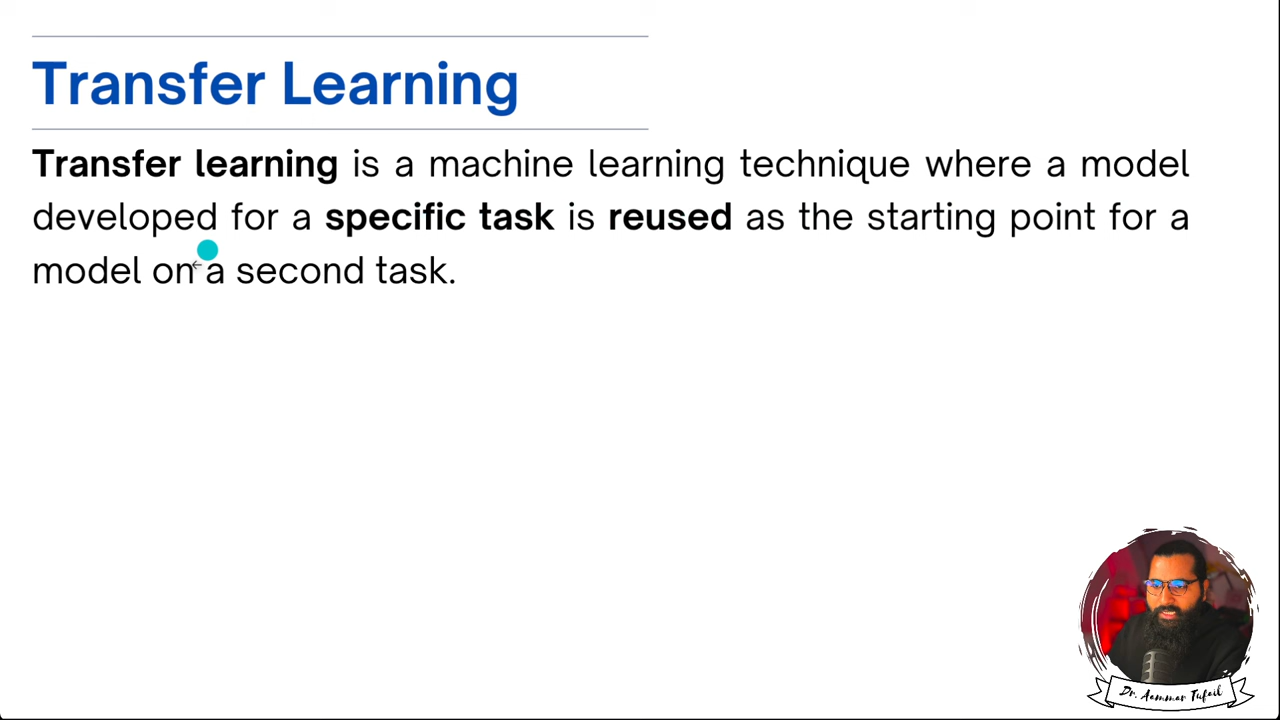 Transfer Learning
Transfer learning is a machine learning technique where a model
developed for a specific task is reused as the starting point for a
model on a second task.
Dr. Aammar Tufail